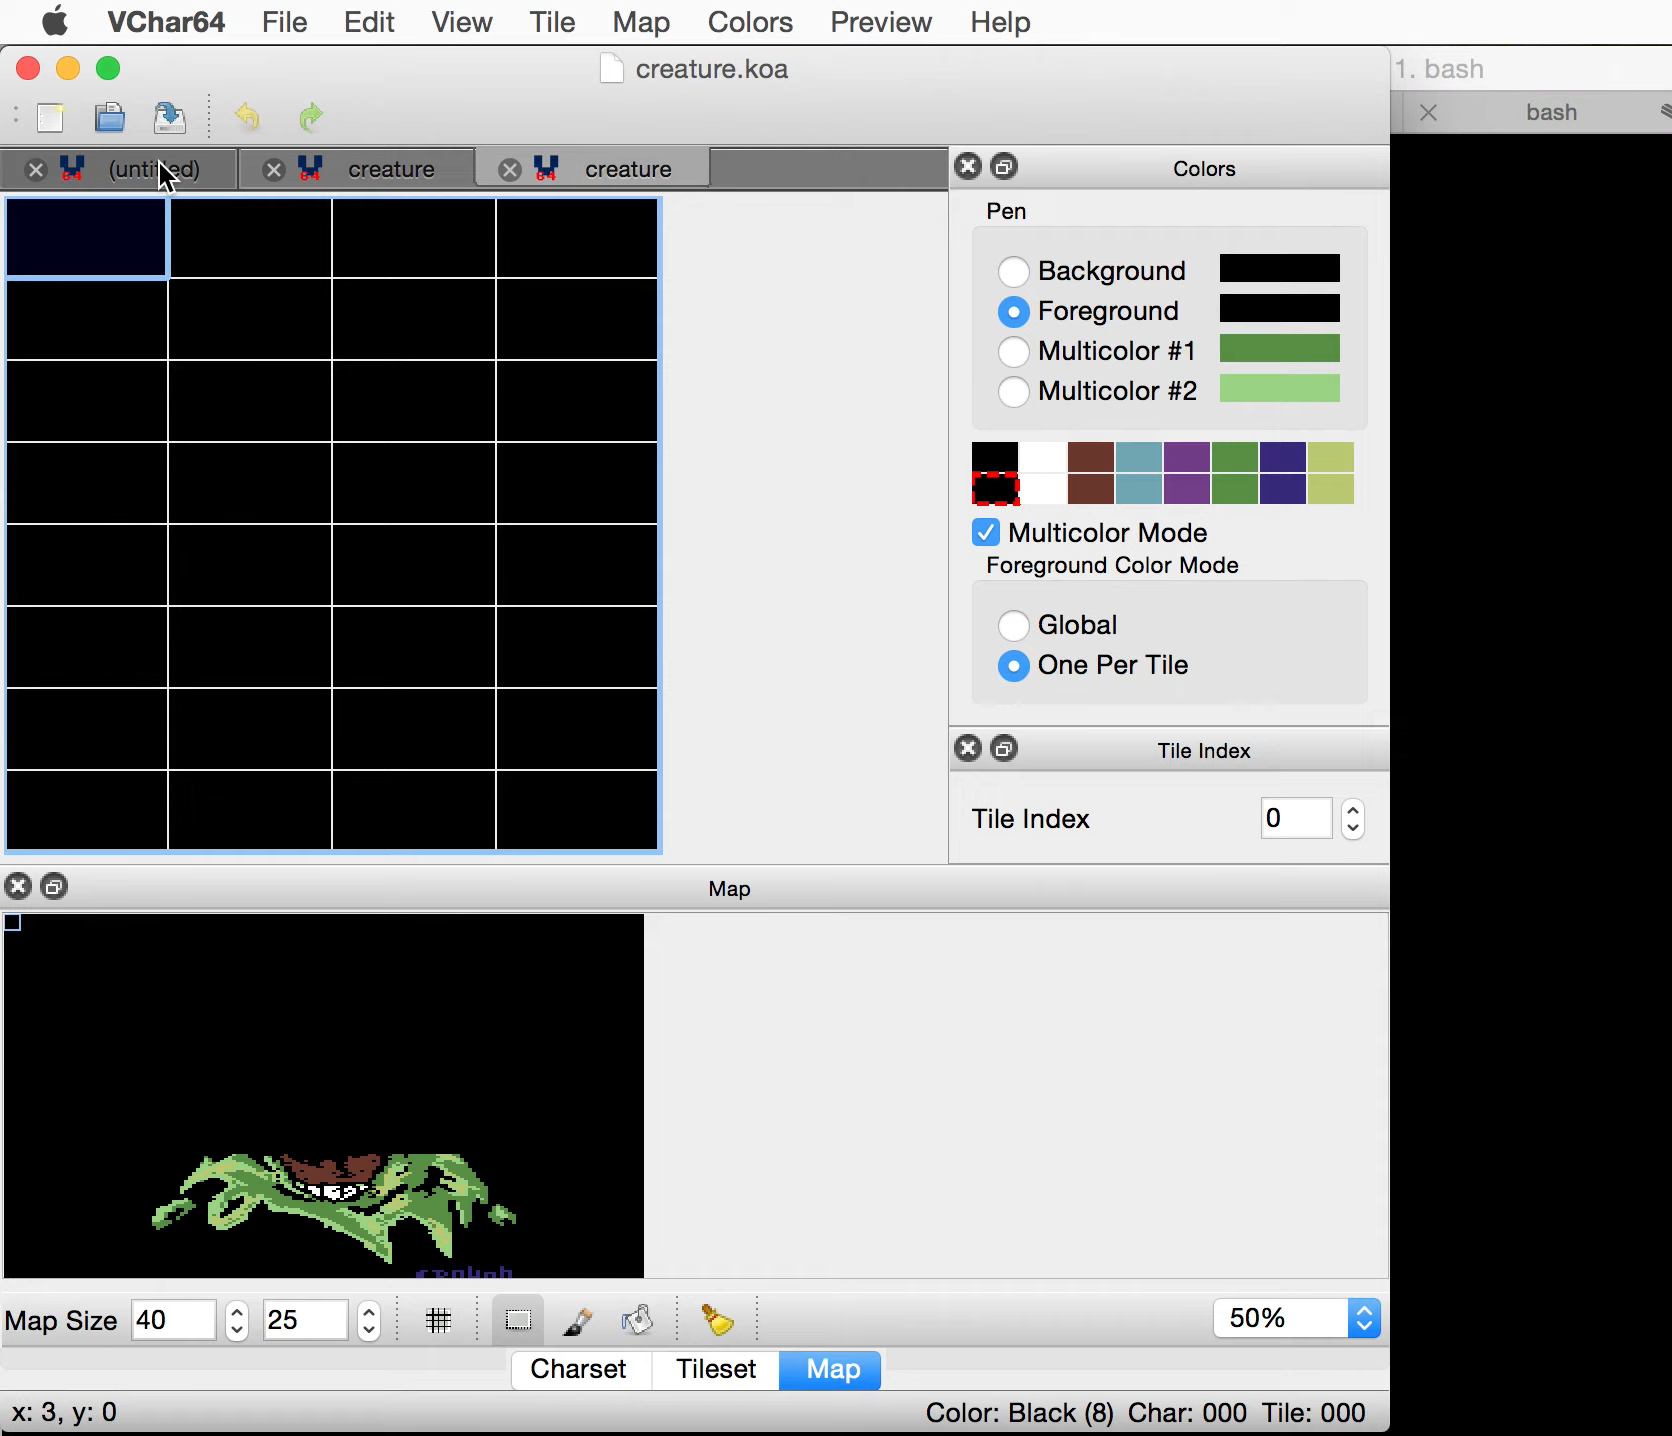 VChar64 File Edit View Tile Map Colors Preview Help
creature.koa
1. bash
bash
(untitled)
creature
creature
Colors
Pen
Background
Foreground
Multicolor #1
Multicolor #2
Multicolor Mode
Foreground Color Mode
Global
One Per Tile
Tile Index
Tile Index 0
Map
Map Size 40 25 50%
Charset Tileset Map
x: 3, y: 0 Color: Black (8) Char: 000 Tile: 000